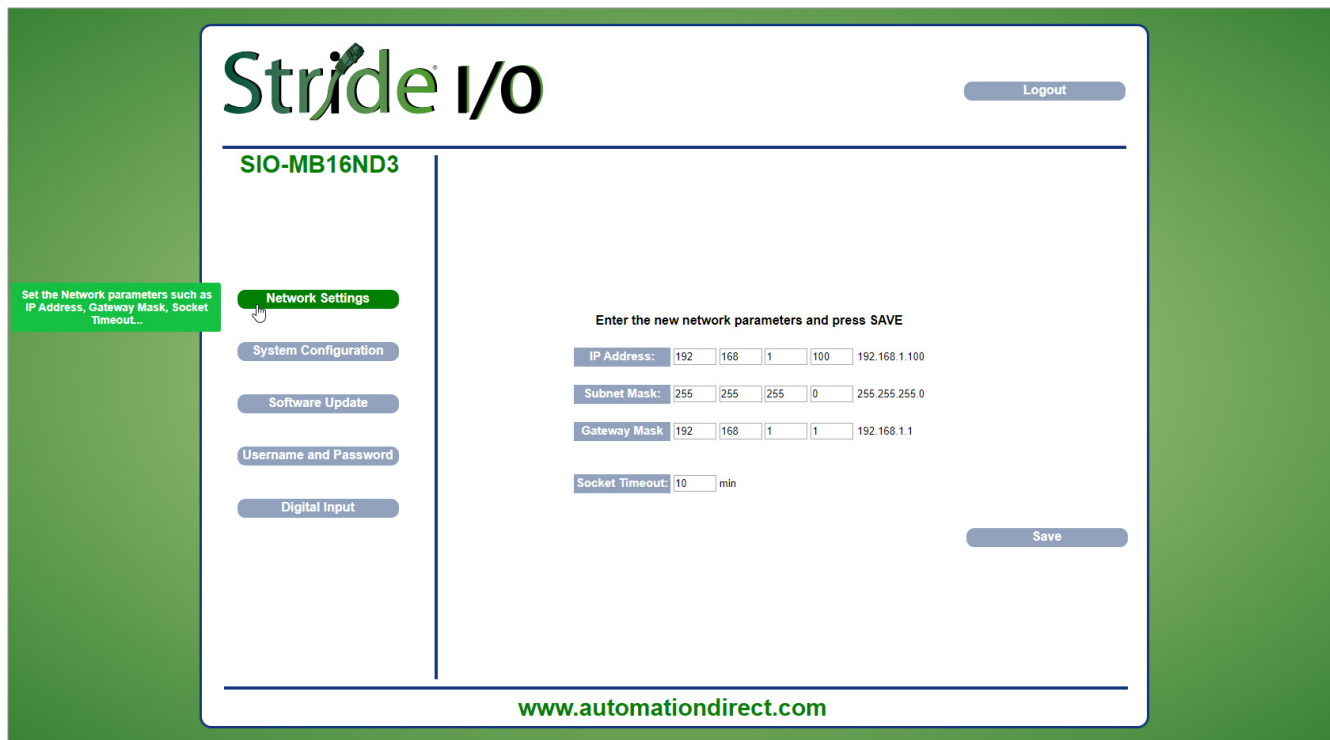 Stride I/O
Logout
SIO-MB16ND3
Set the Network parameters such as
IP Address, Gateway Mask, Socket
Timeout...
Network Settings
System Configuration
Software Update
Username and Password
Digital Input
Enter the new network parameters and press SAVE
IP Address: 192 168 1 100 192.168.1.100
Subnet Mask: 255 255 255 0 255.255.255.0
Gateway Mask 192 168 1 1 192.168.1.1
Socket Timeout: 10 min
Save
www.automationdirect.com